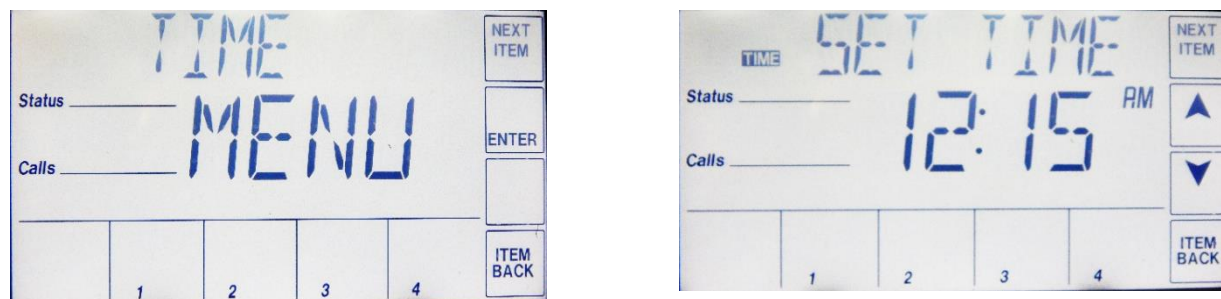 TIME
NEXT
ITEM
Status
MENU
ENTER
Calls
ITEM
BACK
1 2 3 4
TIME SET TIME
NEXT
ITEM
Status
12:15
Calls
ITEM
BACK
1 2 3 4